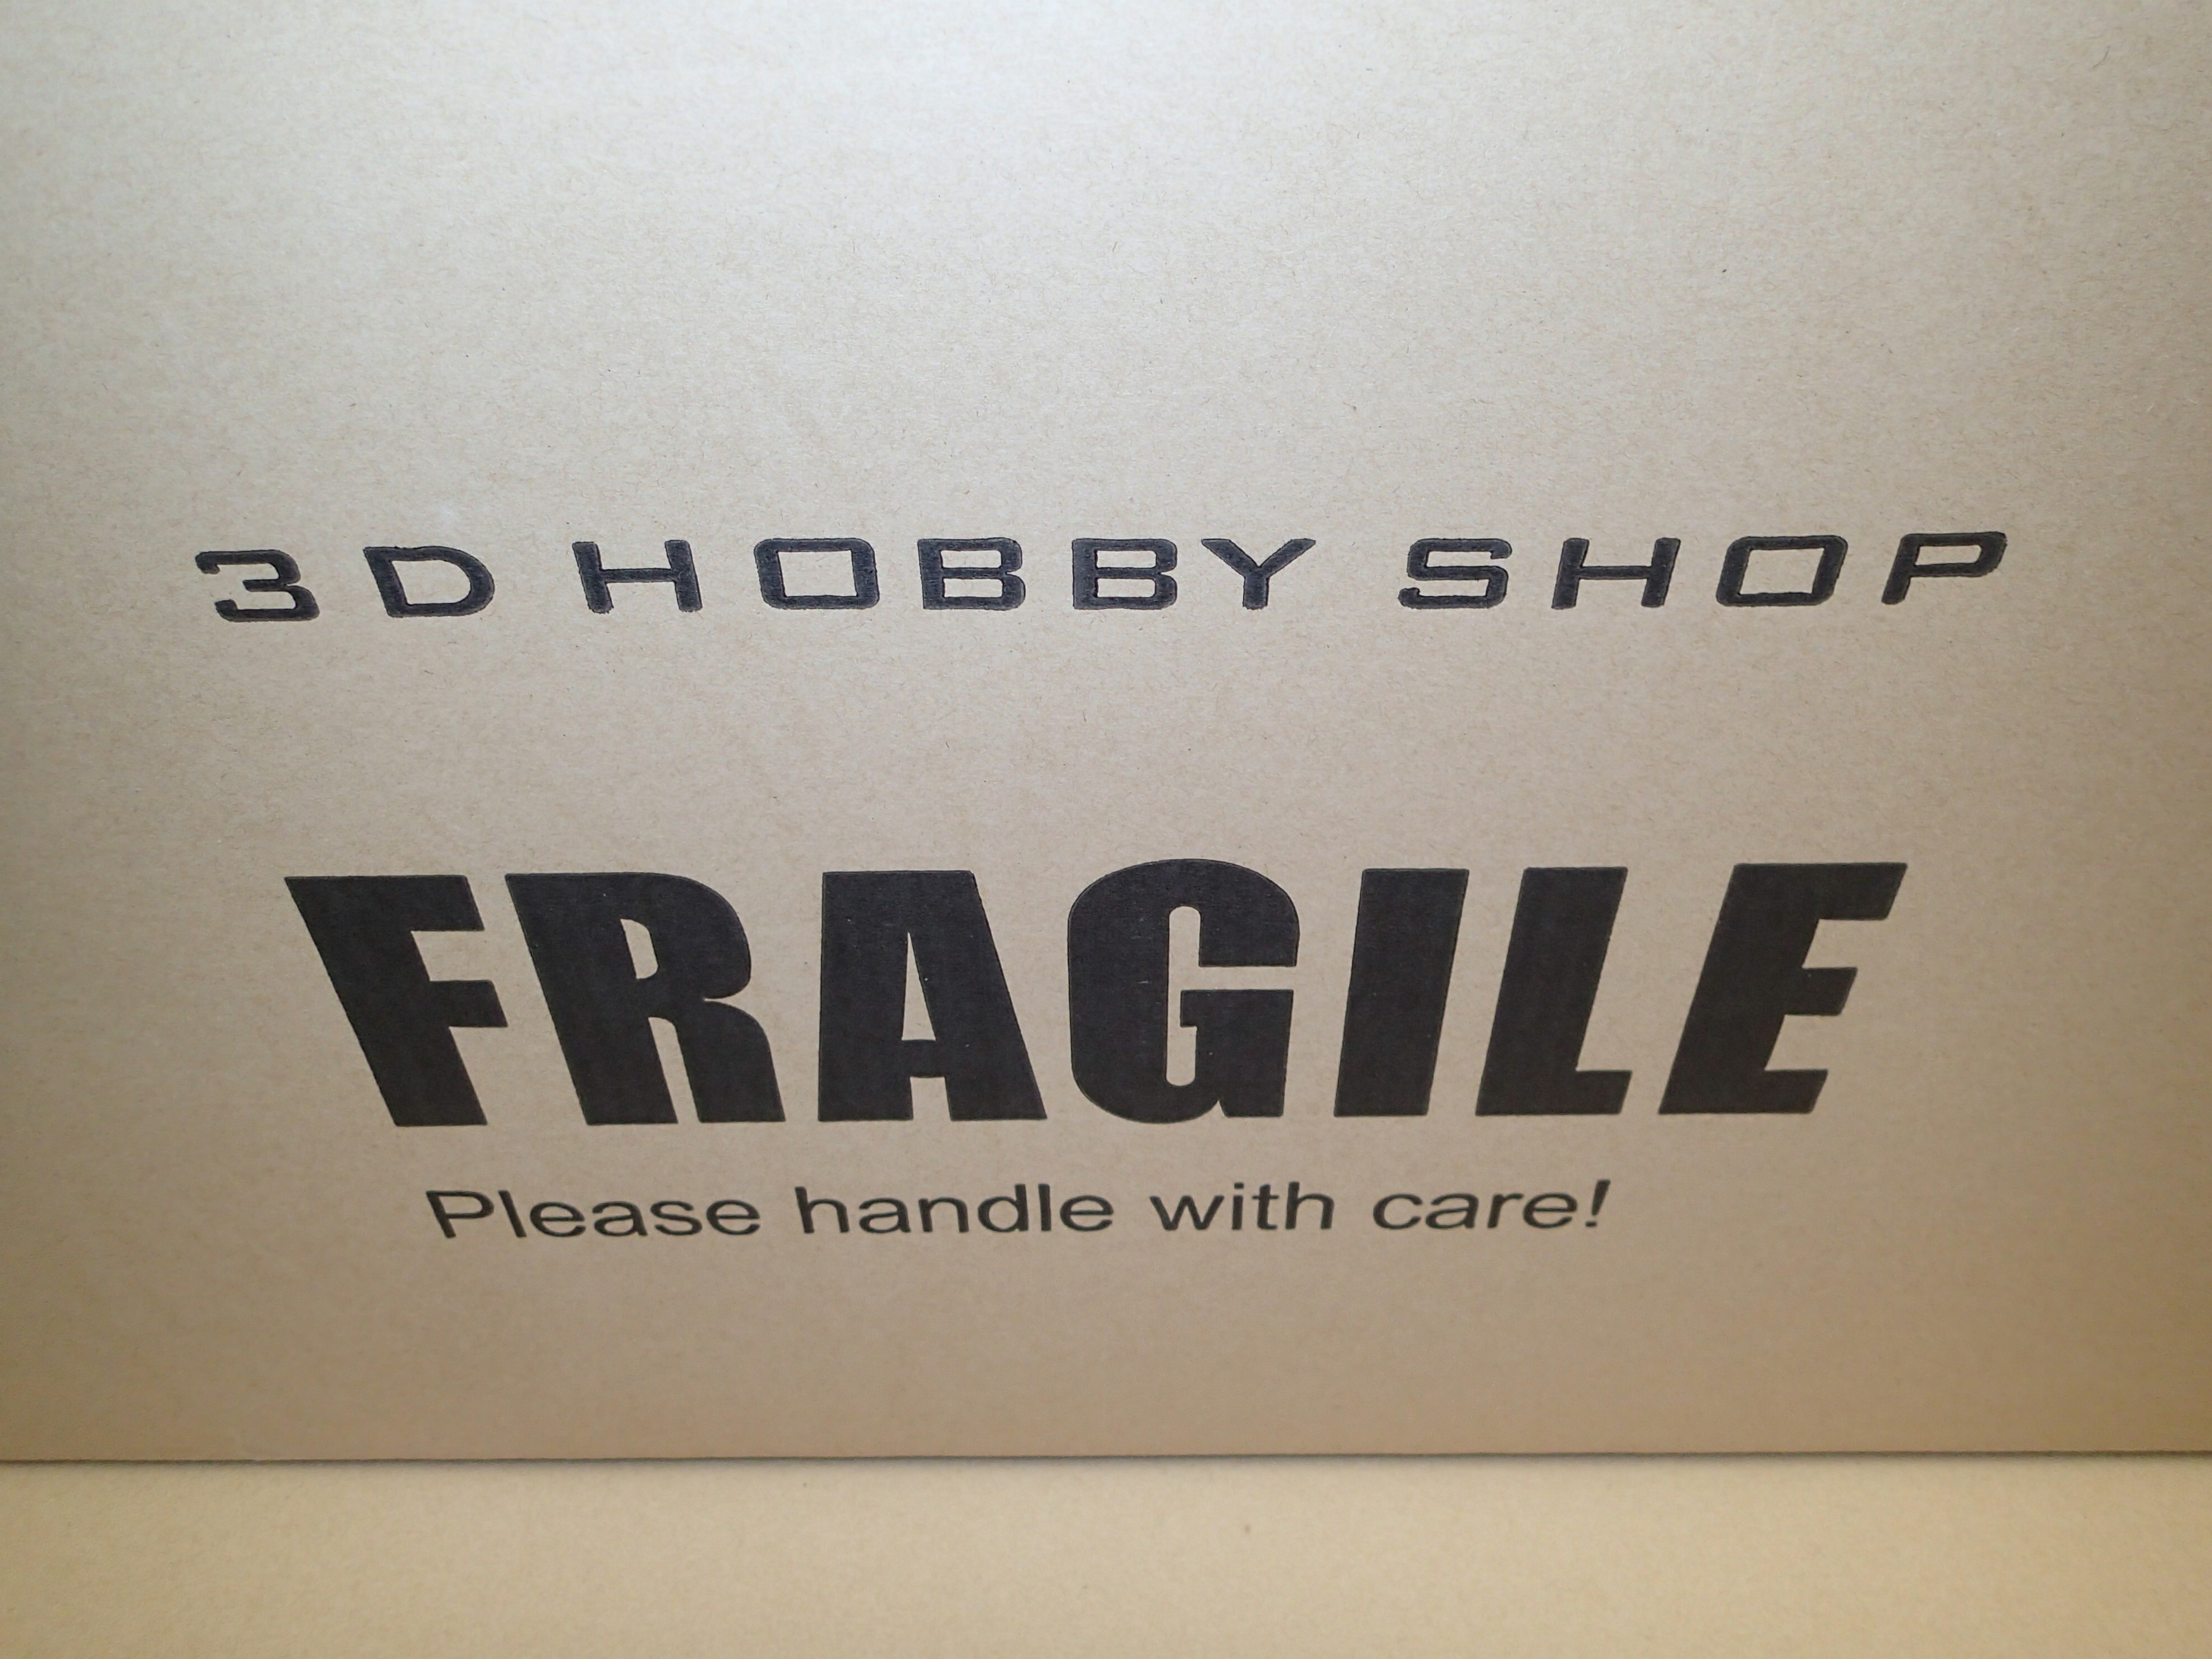 3D HOBBY SHOP
FRAGILE
Please handle with care!